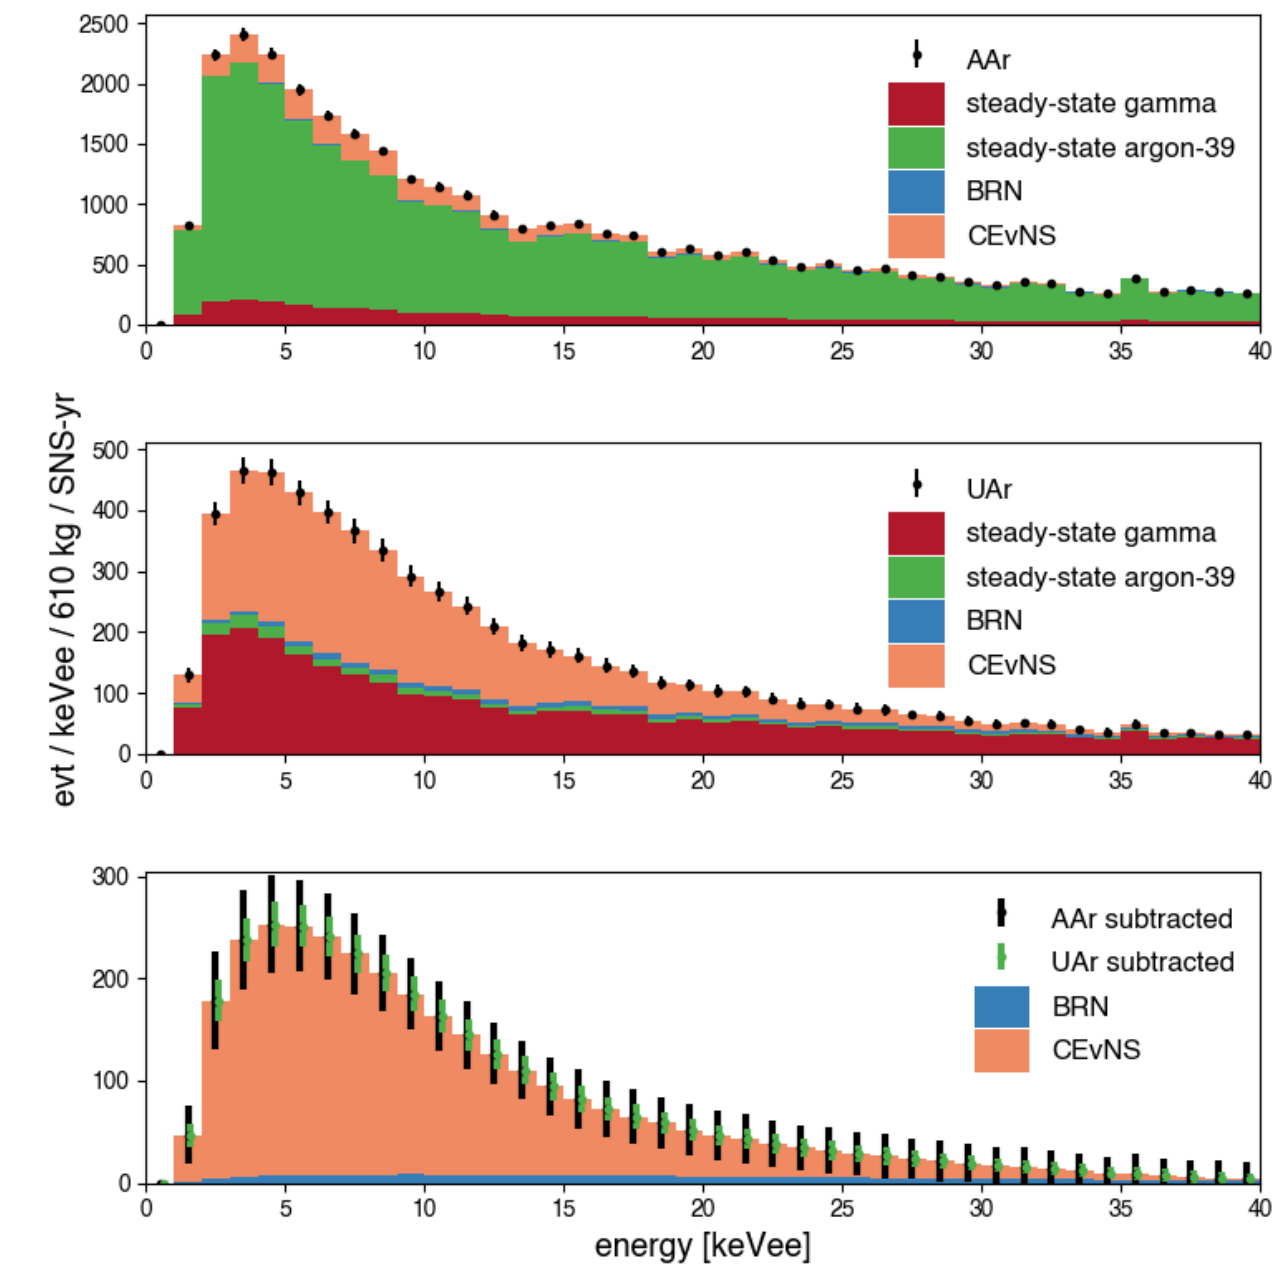 evt / keVee / 610 kg / SNS-yr
2500
2000
1500
1000
500
0
AAr
steady-state gamma
steady-state argon-39
BRN
CEvNS
0 5 10 15 20 25 30 35 40
500
400
300
200
100
0
UAr
steady-state gamma
steady-state argon-39
BRN
CEvNS
0 5 10 15 20 25 30 35 40
300
200
100
0
AAr subtracted
UAr subtracted
BRN
CEvNS
0 5 10 15 20 25 30 35 40
energy [keVee]